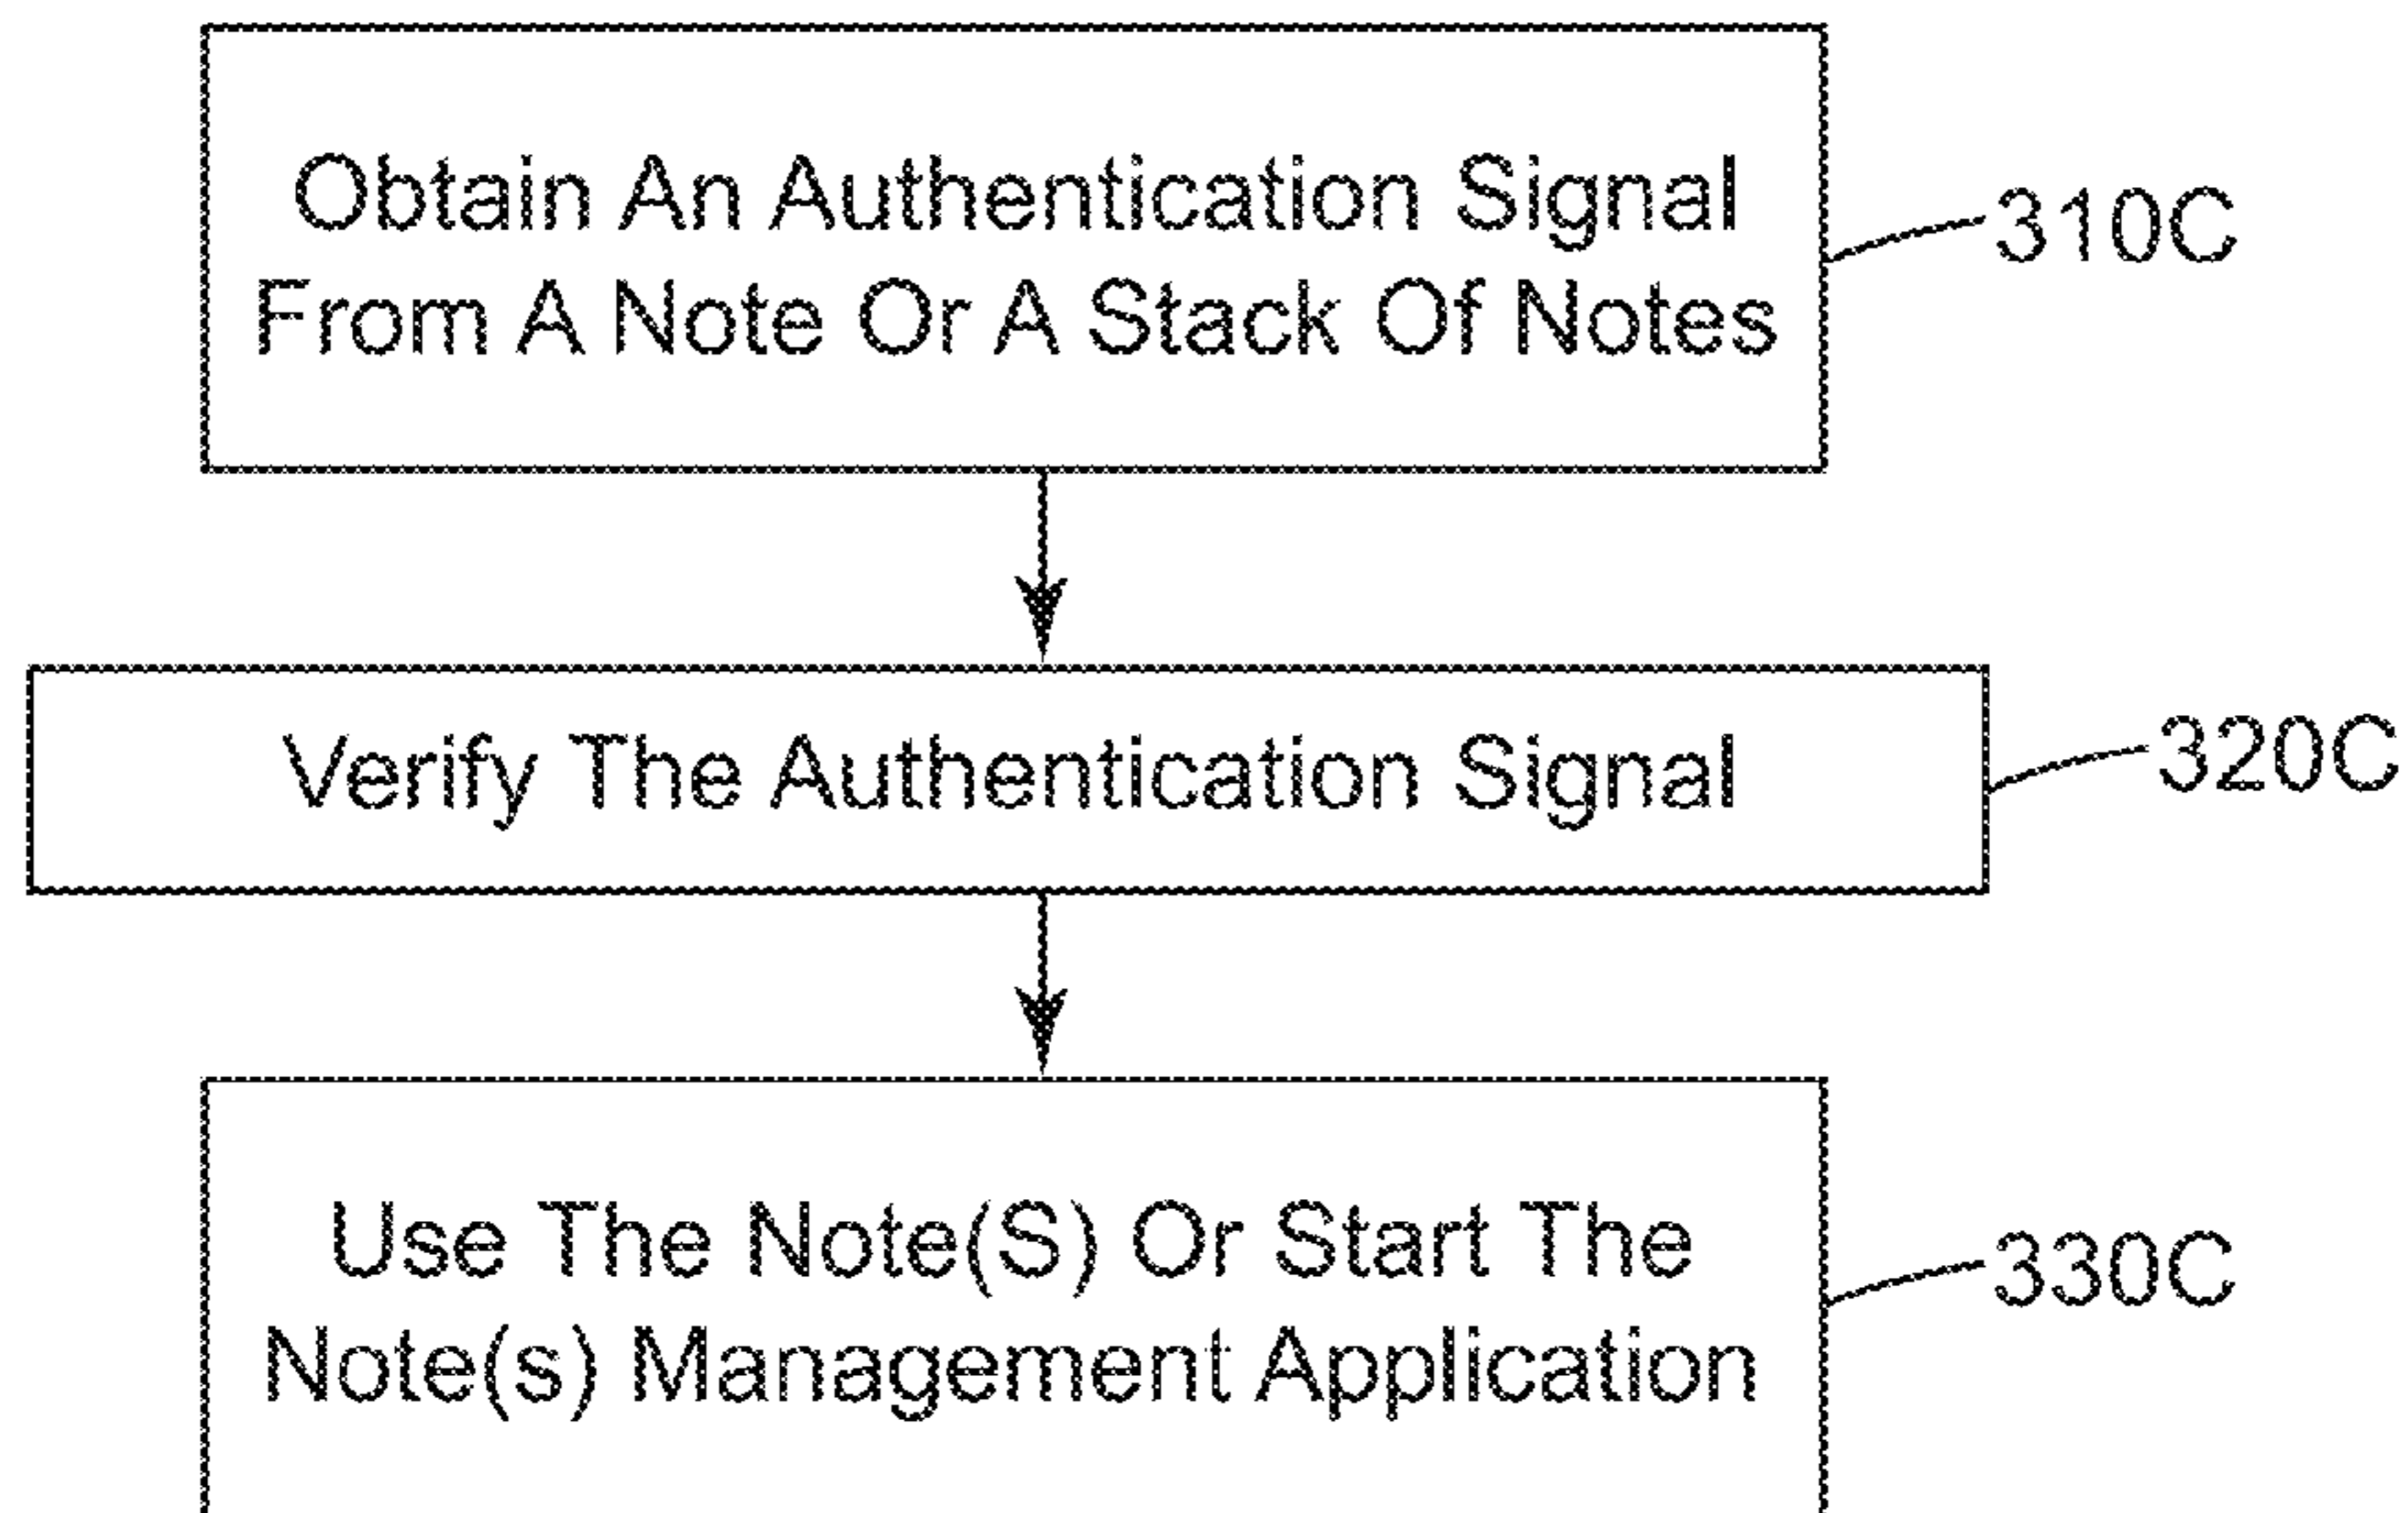 Obtain An Authentication Signal
From A Note Or A Stack Of Notes
310C
Verify The Authentication Signal
320C
Use The Note(S) Or Start The
Note(s) Management Application
330C